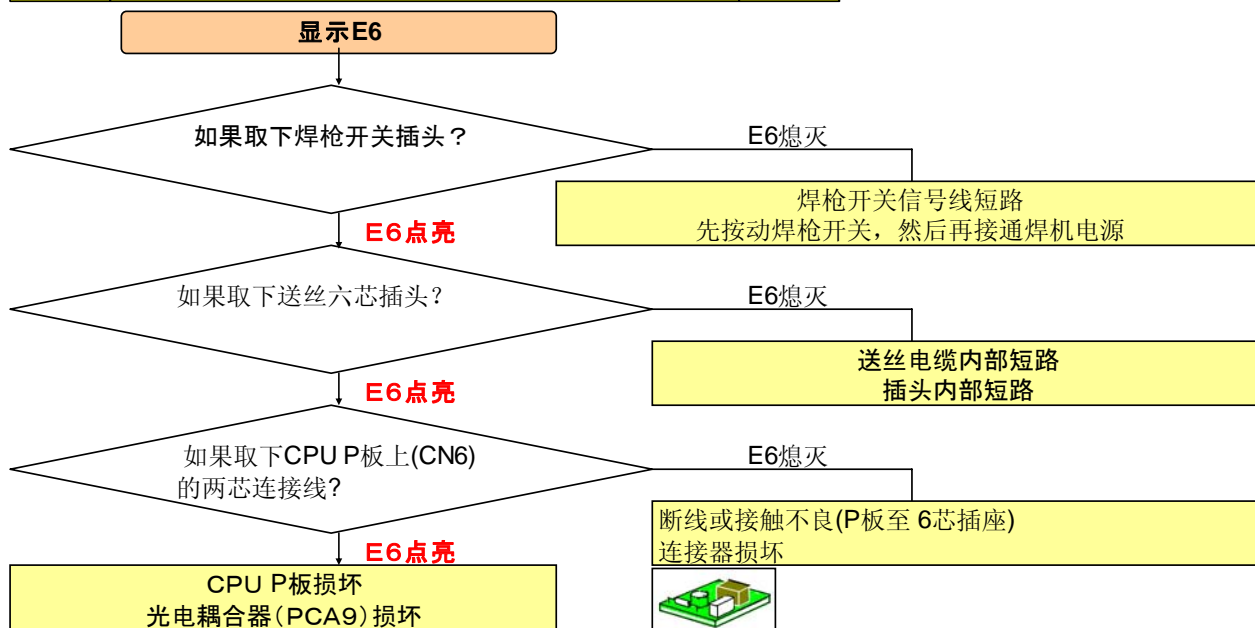 显示E6
如果取下焊枪开关插头？
E6熄灭
焊枪开关信号线短路
先按动焊枪开关，然后再接通焊机电源
E6点亮
如果取下送丝六芯插头?
E6熄灭
送丝电缆内部短路
插头内部短路
E6点亮
如果取下CPU P板上(CN6)
的两芯连接线?
E6熄灭
断线或接触不良(P板至 6芯插座)
连接器损坏
E6点亮
CPU P板损坏
光电耦合器(PCA9)损坏